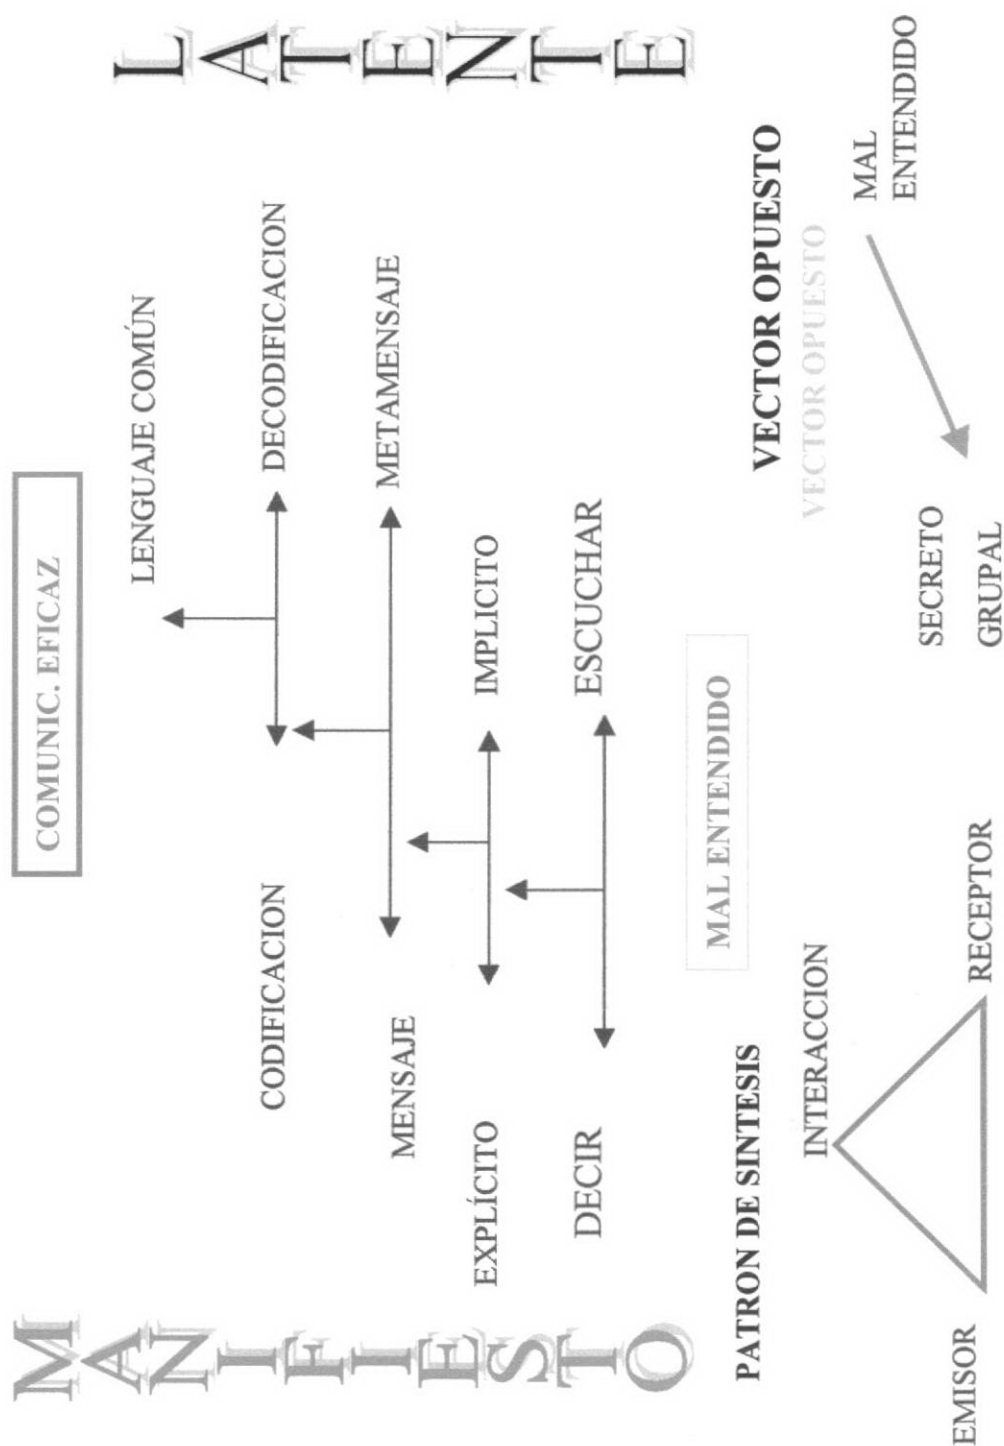 COMUNIC. EFICAZ
MANIFIESTO
LATENTE
LENGUAJE COMÚN
CODIFICACION
DECODIFICACION
MENSAJE
METAMENSAJE
EXPLÍCITO
IMPLICITO
DECIR
ESCUCHAR
MAL ENTENDIDO
PATRON DE SINTESIS
INTERACCION
EMISOR
RECEPTOR
VECTOR OPUESTO
VECTOR OPUESTO
MAL
ENTENDIDO
SECRETO
GRUPAL